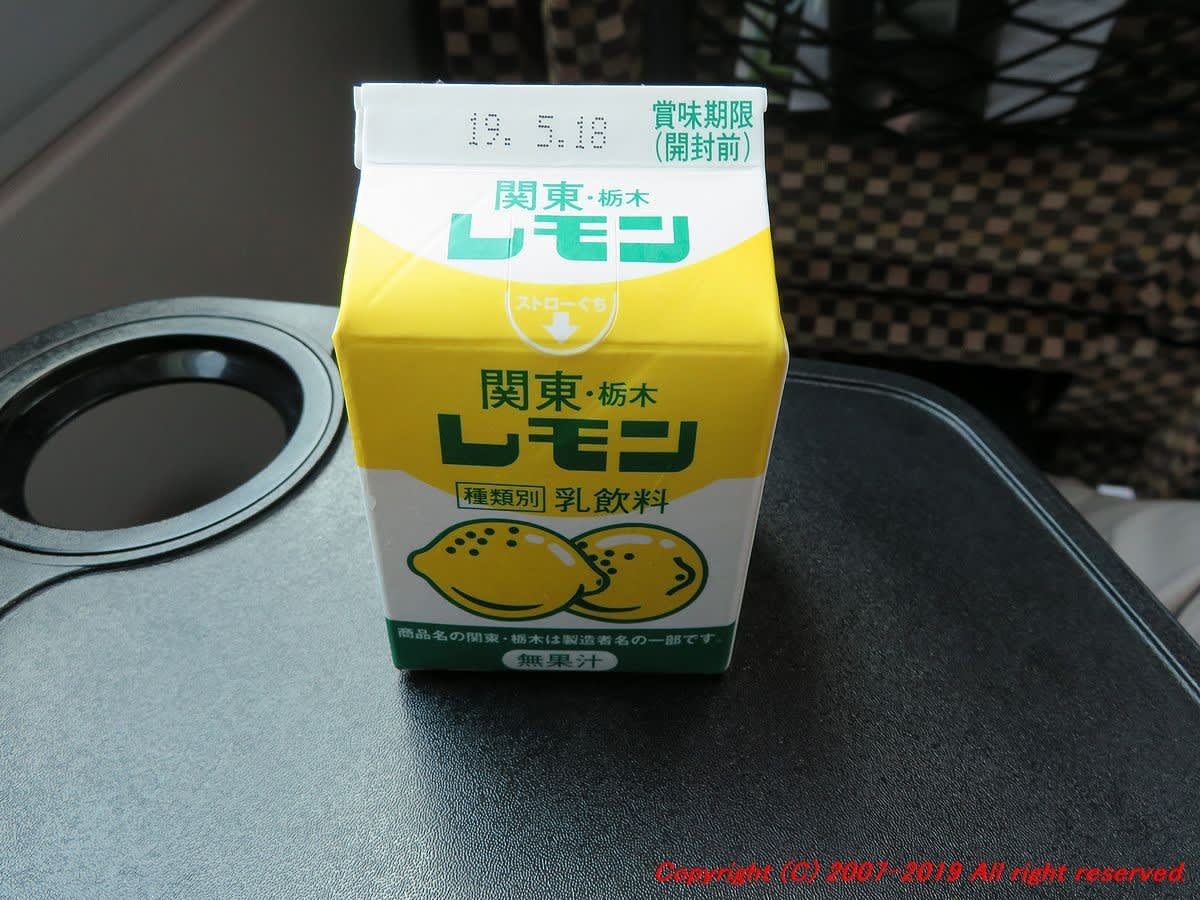 19. 5.18
賞味期限
(開封前)
関東・栃木
レモン
ストローぐち
関東・栃木
レモン
種類別 乳飲料
商品名の関東・栃木は製造者名の一部です。
無果汁
Copyright (C) 2007-2019 All right reserved.